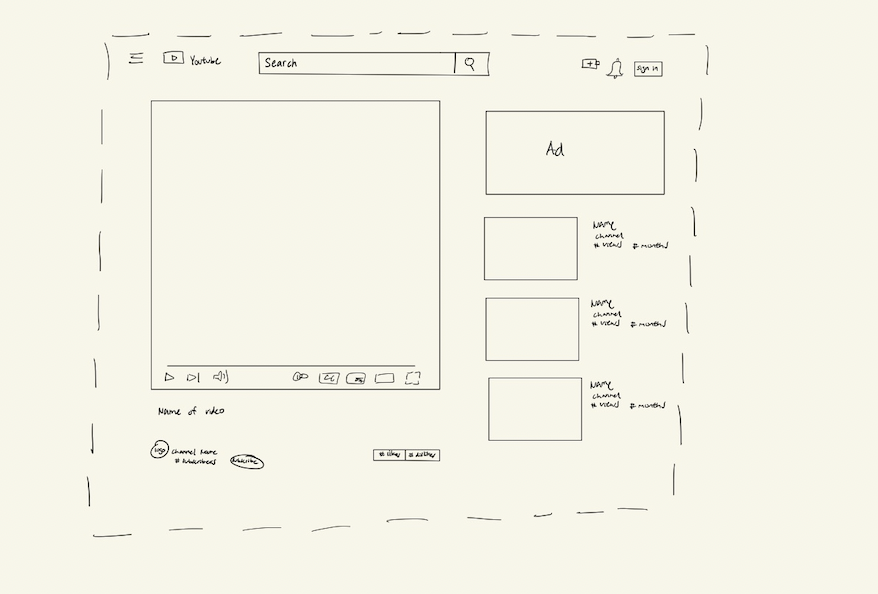 Youtube
Search
sign in
Ad
NAME
channel
# views # months
NAME
channel
# views # months
NAME
channel
# views # months
CC
Name of video
logo
Channel Name
# subscribers
subscribe
# likes
# dislikes